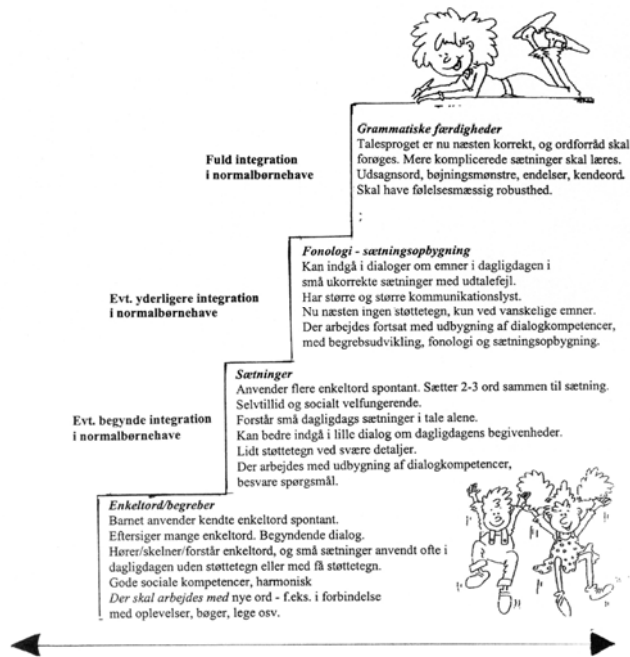 Grammatiske færdigheder
Talesproget er nu næsten korrekt, og ordforråd skal
forøges. Mere komplicerede sætninger skal læres.
Udsagnsord, bøjningsmønstre, endelser, kendeord.
Skal have følelsesmæssig robusthed.
:
Fuld integration
i normalbørnehave
Fonologi - sætningsopbygning
Kan indgå i dialoger om emner i dagligdagen i
små ukorrekte sætninger med udtalefejl.
Har større og større kommunikationslyst.
Nu næsten ingen støttetegn, kun ved vanskelige emner.
Der arbejdes fortsat med udbygning af dialogkompetencer,
med begrebsudvikling, fonologi og sætningsopbygning.
Evt. yderligere integration
i normalbørnehave
Sætninger
Anvender flere enkeltord spontant. Sætter 2-3 ord sammen til sætning.
Selvtillid og socialt velfungerende.
Forstår små dagligdags sætninger i tale alene.
Kan bedre indgå i lille dialog om dagligdagens begivenheder.
Lidt støttetegn ved svære detaljer.
Der arbejdes med udbygning af dialogkompetencer,
besvare spørgsmål.
Evt. begynde integration
i normalbørnehave
Enkeltord/begreber
Barnet anvender kendte enkeltord spontant.
Eftersiger mange enkeltord. Begyndende dialog.
Hører/skelner/forstår enkeltord, og små sætninger anvendt ofte i
dagligdagen uden støttetegn eller med få støttetegn.
Gode sociale kompetencer, harmonisk
Der skal arbejdes med nye ord - f.eks. i forbindelse
med oplevelser, bøger, lege osv.